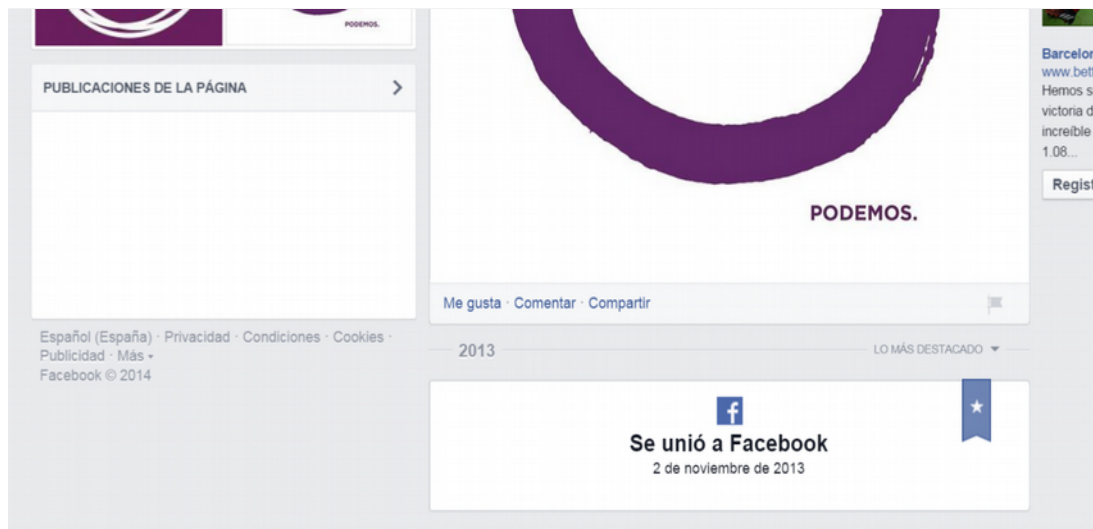 PODEMOS.
PUBLICACIONES DE LA PÁGINA
Español (España) · Privacidad · Condiciones · Cookies ·
Publicidad · Más
Facebook © 2014
PODEMOS.
Me gusta · Comentar · Compartir
2013 LO MÁS DESTACADO
Se unió a Facebook
2 de noviembre de 2013
Hemos
victoria
increíble
1.08...